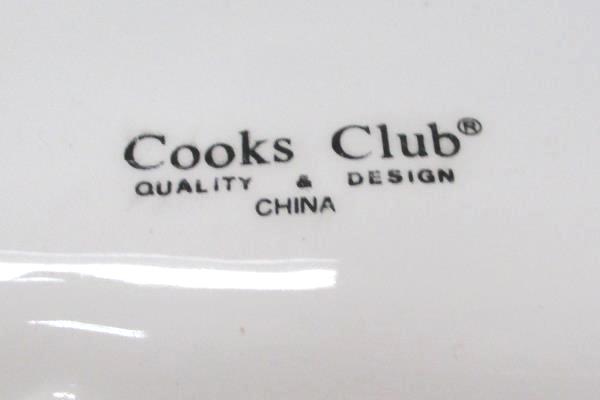 Cooks Club®
QUALITY & DESIGN
CHINA